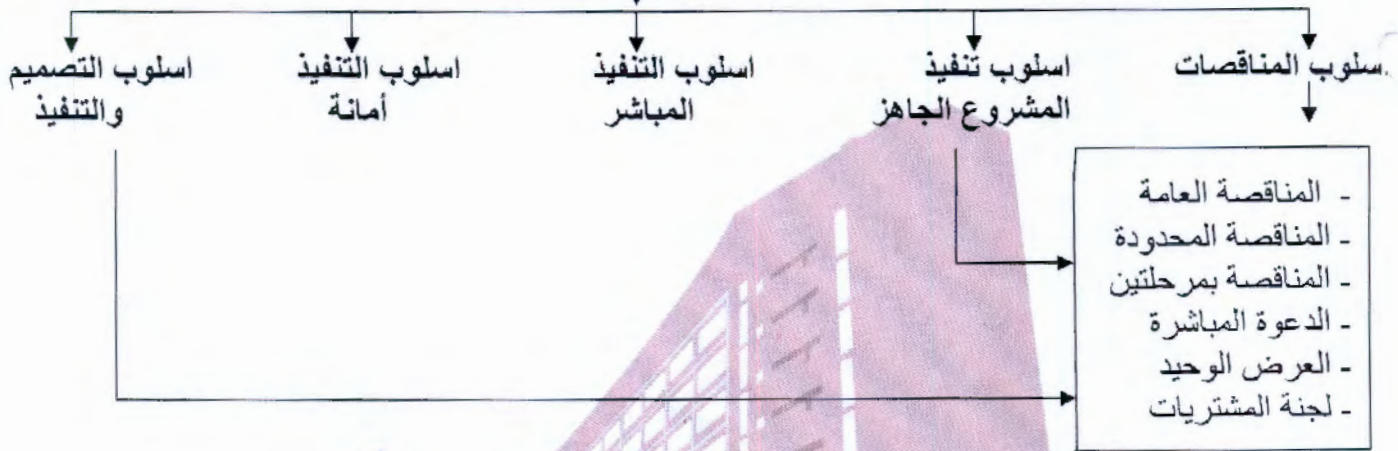 اسلوب المناقصات
اسلوب تنفيذ
المشروع الجاهز
اسلوب التنفيذ
المباشر
اسلوب التنفيذ
أمانة
اسلوب التصميم
والتنفيذ
- المناقصة العامة
- المناقصة المحدودة
- المناقصة بمرحلتين
- الدعوة المباشرة
- العرض الوحيد
- لجنة المشتريات